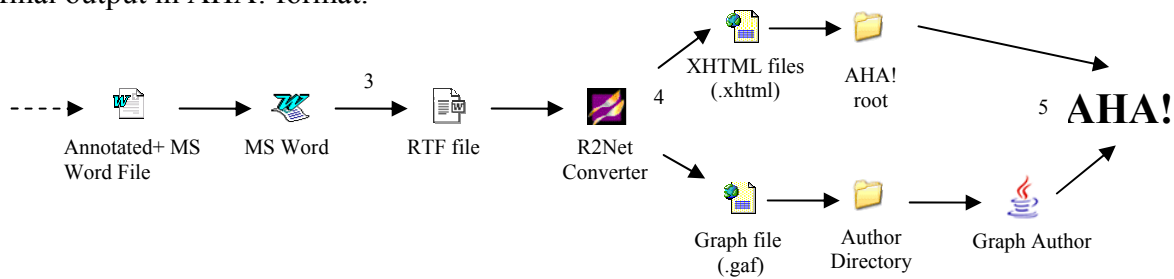 final output in AHA! format.
3
4
5
Annotated+ MS
Word File
MS Word
RTF file
R2Net
Converter
XHTML files
(.xhtml)
AHA!
root
AHA!
Graph file
(.gaf)
Author
Directory
Graph Author